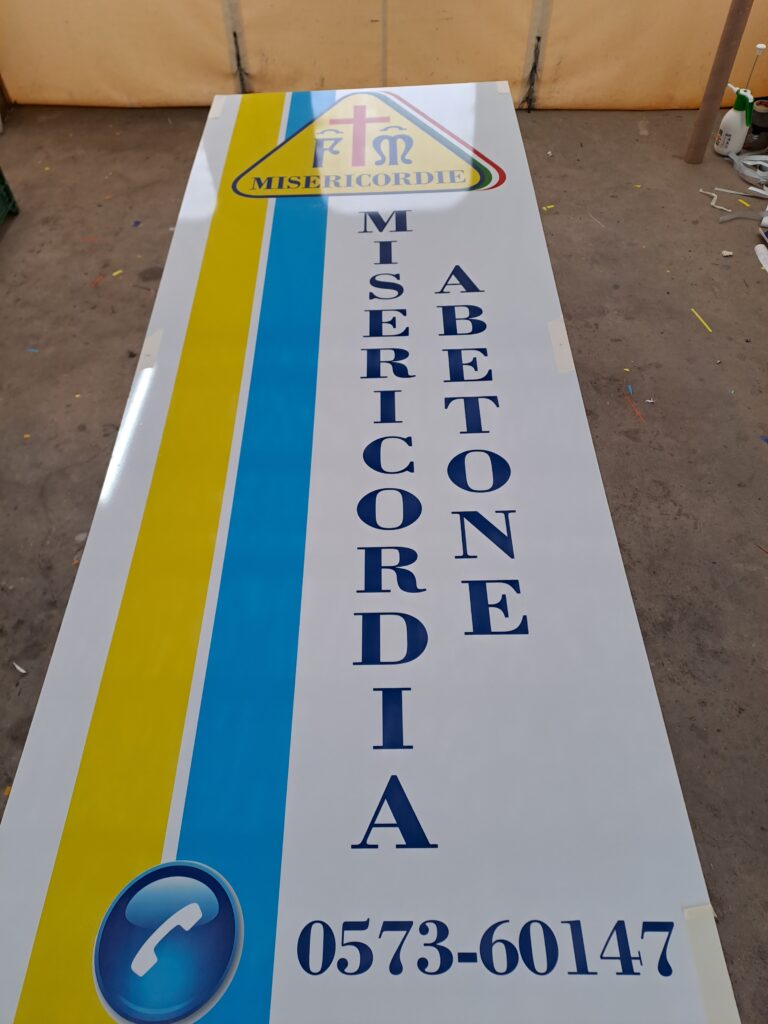 F M
MISERICORDIE
MISERICORDIA
ABETONE
0573-60147